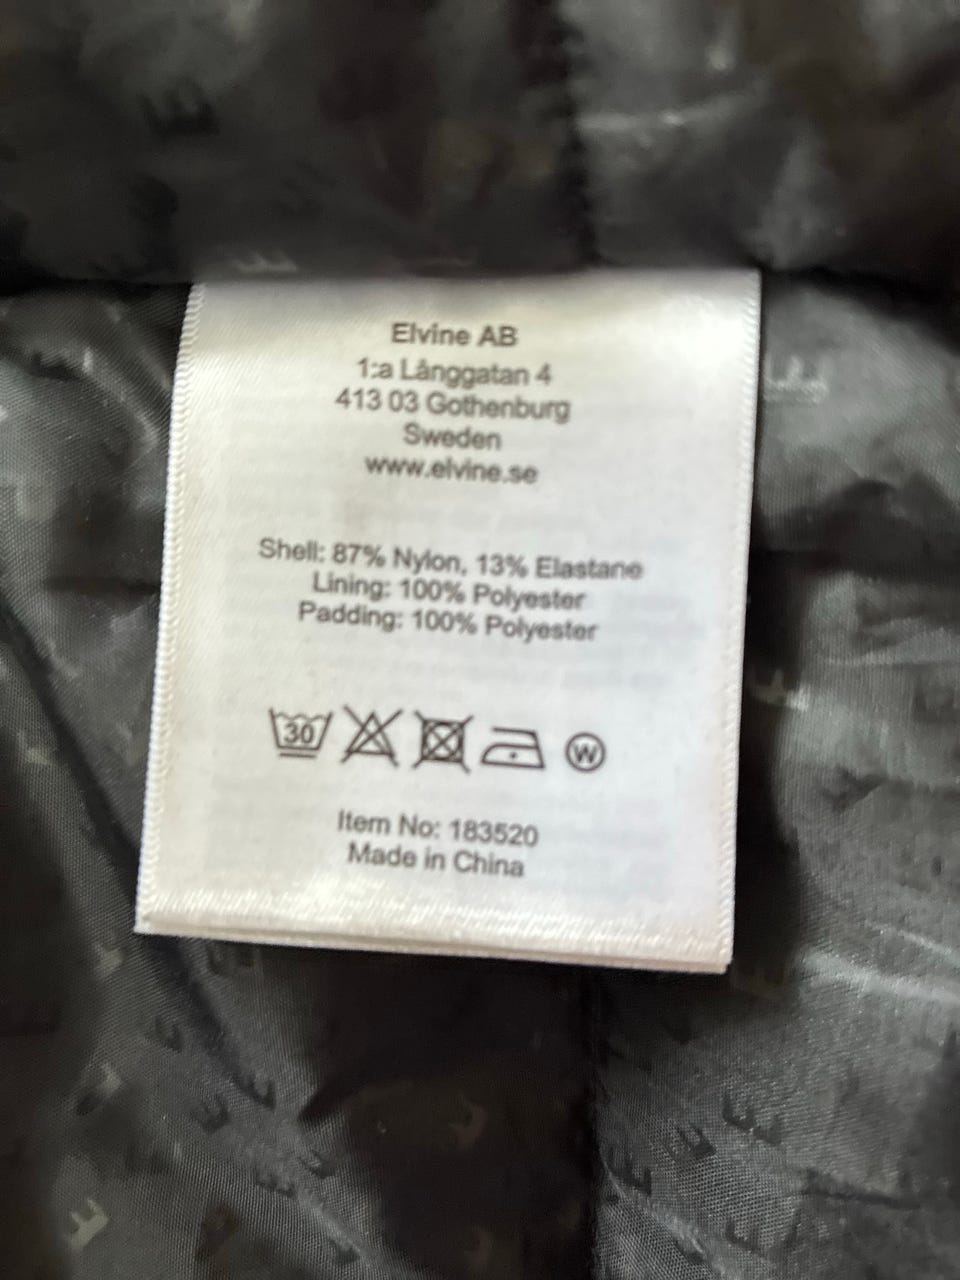 Elvine AB
1:a Långgatan 4
413 03 Gothenburg
Sweden
www.elvine.se
Shell: 87% Nylon, 13% Elastane
Lining: 100% Polyester
Padding: 100% Polyester
30 W
Item No: 183520
Made in China